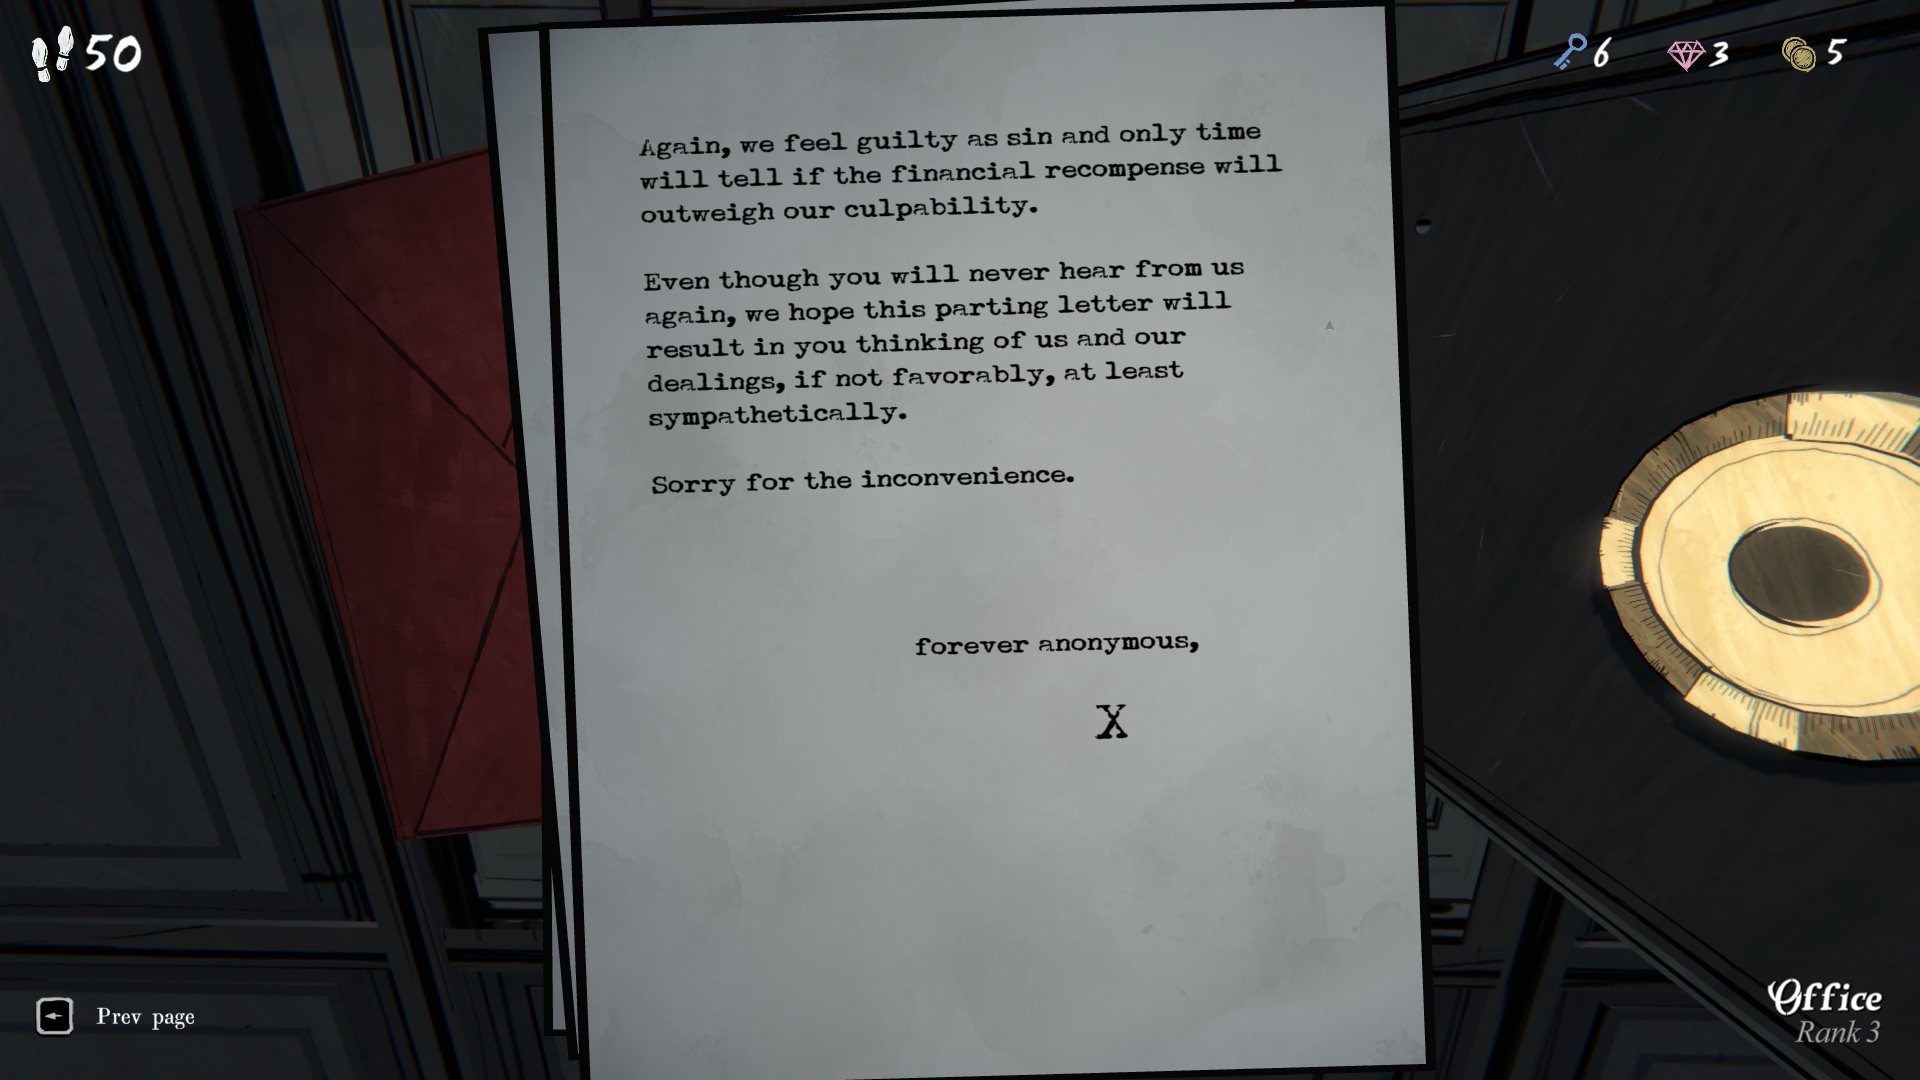 50
6
3
5
Again, we feel guilty as sin and only time
will tell if the financial recompense will
outweigh our culpability.
Even though you will never hear from us
again, we hope this parting letter will
result in you thinking of us and our
dealings, if not favorably, at least
sympathetically.
Sorry for the inconvenience.
forever anonymous,
X
Prev page
Office
Rank 3